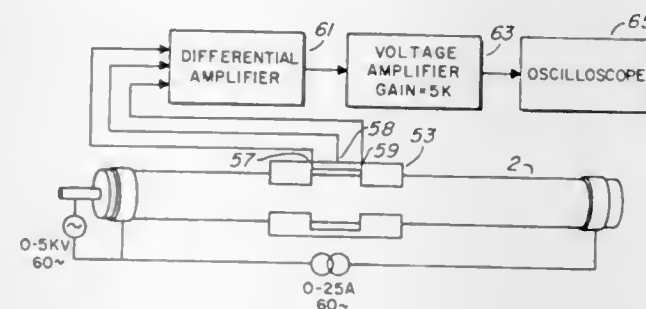 61
63
65
DIFFERENTIAL
AMPLIFIER
VOLTAGE
AMPLIFIER
GAIN=5K
OSCILLOSCOPE
58
57
59
53
2
0-5KV
60~
0-25A
60~